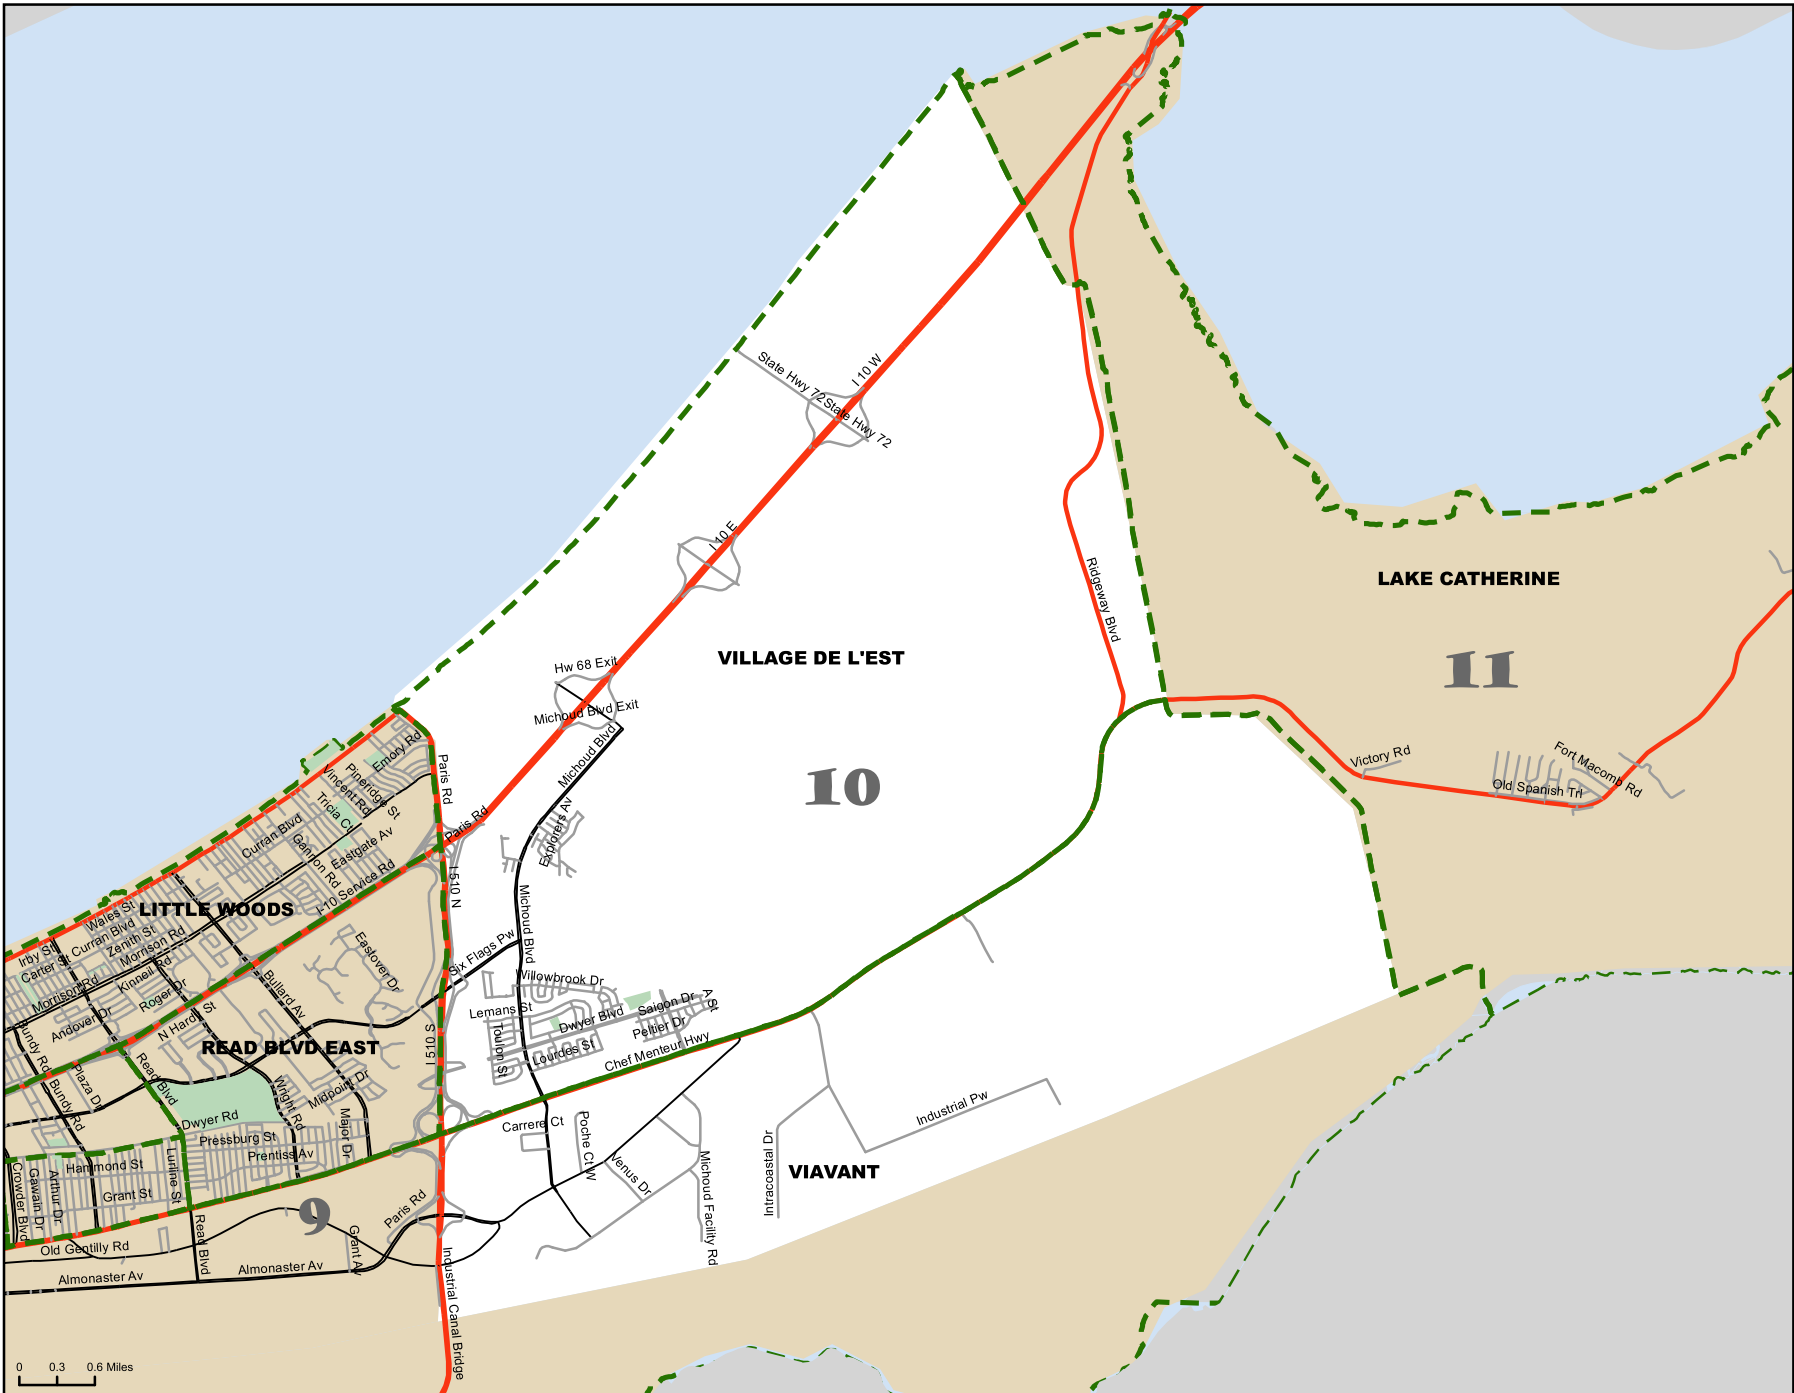 I 10 W
State Hwy 72
State Hwy 72
I 10 E
LAKE CATHERINE
11
Ridgeway Blvd
VILLAGE DE L'EST
10
Hw 68 Exit
Michoud Blvd Exit
Michoud Blvd
Victory Rd
Fort Macomb Rd
Old Spanish Trl
Emory Rd
Paris Rd
Pineridge St
Vincent Rd
Tricia Ct
Paris Rd
Explorers Av
Curran Blvd
Eastgate Av
Gannon Rd
I-10 Service Rd
I 510 N
Michoud Blvd
LITTLE WOODS
Wales St
Curran Blvd
Zenith St
Irby St
Carter St
Morrison Rd
Kinneil Rd
Morrison Rd
Roger Dr
Andover Dr
N Hardy St
Bullard Av
Eastover Dr
Six Flags Pw
Willowbrook Dr
Lemans St
Dwyer Blvd
Saigon Dr
A St
Peltier Dr
Toulon St
Lourdes St
Chef Menteur Hwy
I 510 S
READ BLVD EAST
Bundy Rd
Plaza Dr
Bundy Rd
Read Blvd
Wright Rd
Midpoint Dr
Dwyer Rd
Major Dr
Pressburg St
Prentiss Av
Hammond St
Lurline St
Grant St
Crowder Blvd
Gawain Dr
Arthur Dr
Carrere Ct
Poche Ct W
Venus Dr
Michoud Facility Rd
Intracoastal Dr
Industrial Pw
VIAVANT
9
Paris Rd
Old Gentilly Rd
Read Blvd
Grant Av
Almonaster Av
Almonaster Av
Industrial Canal Bridge
0 0.3 0.6 Miles